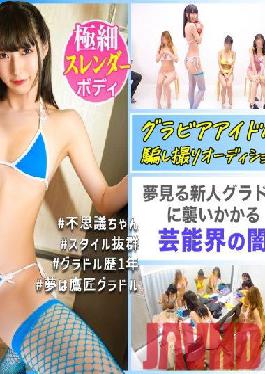 極細
スレンダー
ボディ
グラビアアイドル
騙し撮りオーディション
夢見る新人グラドル
に襲いかかる
芸能界の闇
#不思議ちゃん
#スタイル抜群
#グラドル歴1年
#夢は鷹匠グラドル